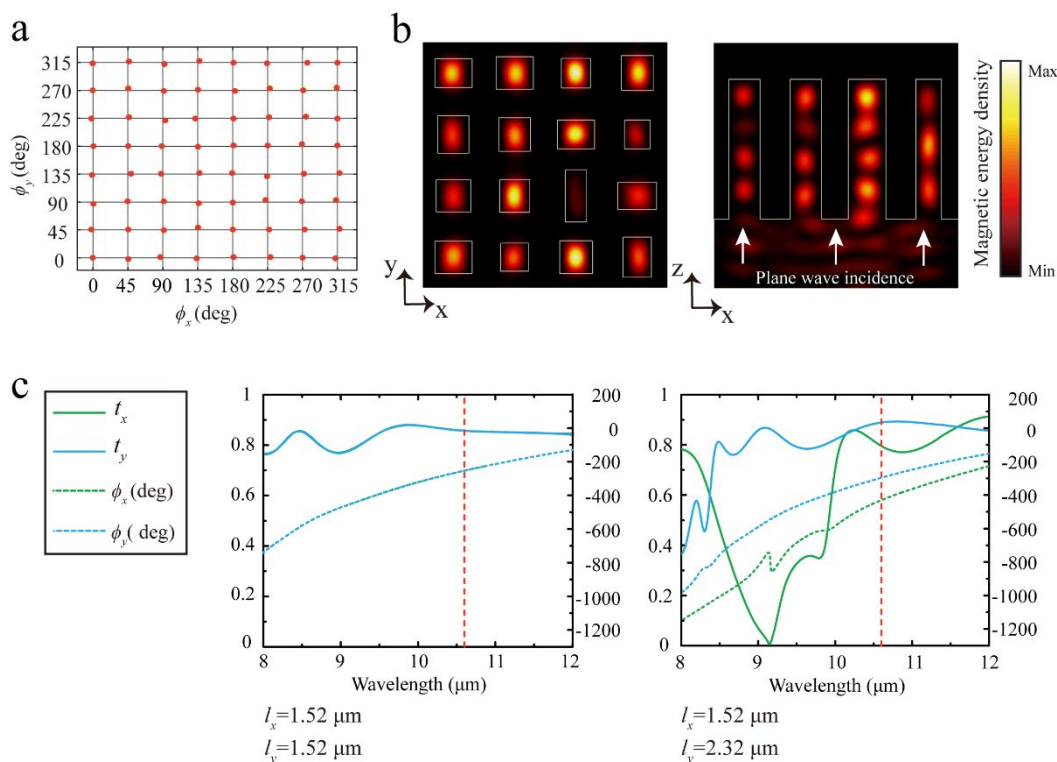 a
315
270
225
180
135
90
45
0
ϕy (deg)
0 45 90 135 180 225 270 315
ϕx (deg)
b
y
x
z
x
Plane wave incidence
Max
Magnetic energy density
Min
c
tx
ty
ϕx (deg)
ϕy ( deg)
1
0.8
0.6
0.4
0.2
0
200
0
-200
-400
-600
-800
-1000
-1200
8 9 10 11 12
Wavelength (μm)
lx=1.52 μm
ly=1.52 μm
1
0.8
0.6
0.4
0.2
0
200
0
-200
-400
-600
-800
-1000
-1200
8 9 10 11 12
Wavelength (μm)
lx=1.52 μm
ly=2.32 μm